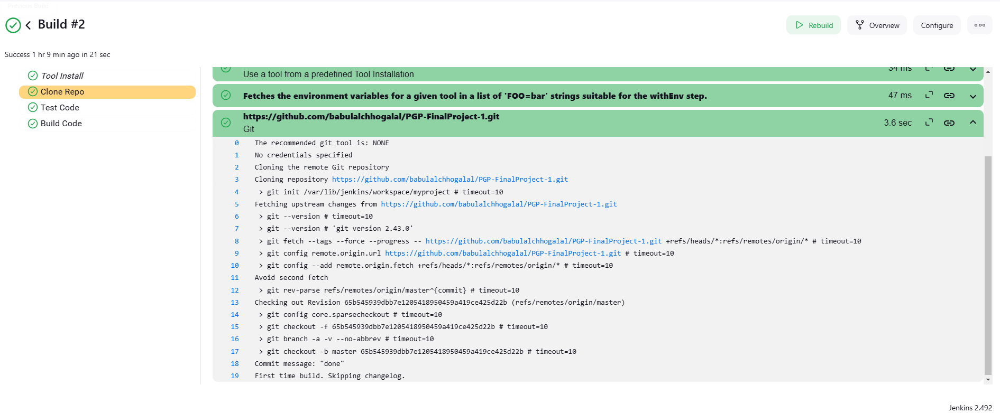 Previous Build
Build #2
Rebuild
Overview
Configure
Success 1 hr 9 min ago in 21 sec
Tool Install
Clone Repo
Test Code
Build Code
34 ms
Use a tool from a predefined Tool Installation
Fetches the environment variables for a given tool in a list of 'FOO=bar' strings suitable for the withEnv step.
47 ms
https://github.com/babulalchhogalal/PGP-FinalProject-1.git
Git
3.6 sec
0 The recommended git tool is: NONE
1 No credentials specified
2 Cloning the remote Git repository
3 Cloning repository https://github.com/babulalchhogalal/PGP-FinalProject-1.git
4 > git init /var/lib/jenkins/workspace/myproject # timeout=10
5 Fetching upstream changes from https://github.com/babulalchhogalal/PGP-FinalProject-1.git
6 > git --version # timeout=10
7 > git --version # 'git version 2.43.0'
8 > git fetch --tags --force --progress -- https://github.com/babulalchhogalal/PGP-FinalProject-1.git +refs/heads/*:refs/remotes/origin/* # timeout=10
9 > git config remote.origin.url https://github.com/babulalchhogalal/PGP-FinalProject-1.git # timeout=10
10 > git config --add remote.origin.fetch +refs/heads/*:refs/remotes/origin/* # timeout=10
11 Avoid second fetch
12 > git rev-parse refs/remotes/origin/master^{commit} # timeout=10
13 Checking out Revision 65b545939dbb7e1205418950459a419ce425d22b (refs/remotes/origin/master)
14 > git config core.sparsecheckout # timeout=10
15 > git checkout -f 65b545939dbb7e1205418950459a419ce425d22b # timeout=10
16 > git branch -a -v --no-abbrev # timeout=10
17 > git checkout -b master 65b545939dbb7e1205418950459a419ce425d22b # timeout=10
18 Commit message: "done"
19 First time build. Skipping changelog.
Jenkins 2.492